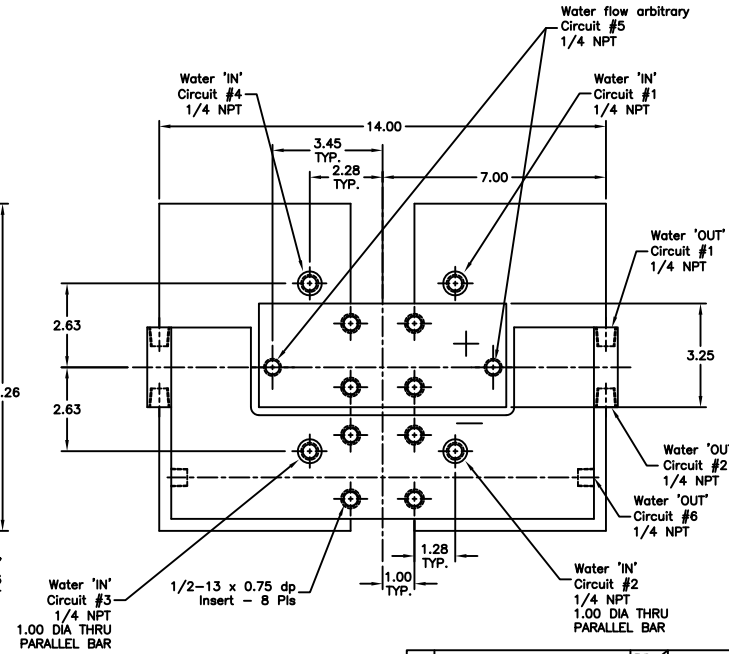 Water flow arbitrary
Circuit #5
1/4 NPT
Water 'IN'
Circuit #4
1/4 NPT
Water 'IN'
Circuit #1
1/4 NPT
14.00
3.45
TYP.
2.28
TYP.
7.00
Water 'OUT'
Circuit #1
1/4 NPT
2.63
3.25
.26
2.63
Water 'OUT
Circuit #2
1/4 NPT
Water 'OUT'
Circuit #6
1/4 NPT
1.28
TYP.
1.00
TYP.
Water 'IN'
Circuit #3
1/4 NPT
1.00 DIA THRU
PARALLEL BAR
1/2-13 x 0.75 dp
Insert - 8 Pls
Water 'IN'
Circuit #2
1/4 NPT
1.00 DIA THRU
PARALLEL BAR